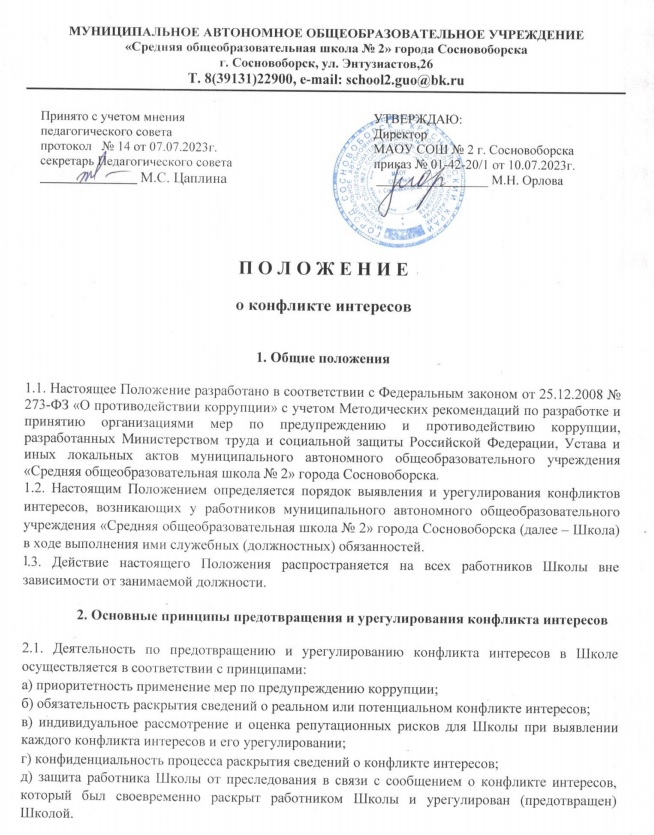 МУНИЦИПАЛЬНОЕ АВТОНОМНОЕ ОБЩЕОБРАЗОВАТЕЛЬНОЕ УЧРЕЖДЕНИЕ
«Средняя общеобразовательная школа № 2» города Сосновоборска
г. Сосновоборск, ул. Энтузиастов,26
Т. 8(39131)22900, e-mail: school2.guo@bk.ru
Принято с учетом мнения
педагогического совета
протокол № 14 от 07.07.2023г.
секретарь Педагогического совета
М.С. Цаплина
УТВЕРЖДАЮ:
Директор
МАОУ СОШ № 2 г. Сосновоборска
приказ № 01-42-20/1 от 10.07.2023г.
М.Н. Орлова
П О Л О Ж Е Н И Е
о конфликте интересов
1. Общие положения
1.1. Настоящее Положение разработано в соответствии с Федеральным законом от 25.12.2008 №
273-ФЗ «О противодействии коррупции» с учетом Методических рекомендаций по разработке и
принятию организациями мер по предупреждению и противодействию коррупции,
разработанных Министерством труда и социальной защиты Российской Федерации, Устава и
иных локальных актов муниципального автономного общеобразовательного учреждения
«Средняя общеобразовательная школа № 2» города Сосновоборска.
1.2. Настоящим Положением определяется порядок выявления и урегулирования конфликтов
интересов, возникающих у работников муниципального автономного общеобразовательного
учреждения «Средняя общеобразовательная школа № 2» города Сосновоборска (далее – Школа)
в ходе выполнения ими служебных (должностных) обязанностей.
1.3. Действие настоящего Положения распространяется на всех работников Школы вне
зависимости от занимаемой должности.
2. Основные принципы предотвращения и урегулирования конфликта интересов
2.1. Деятельность по предотвращению и урегулированию конфликта интересов в Школе
осуществляется в соответствии с принципами:
а) приоритетность применение мер по предупреждению коррупции;
б) обязательность раскрытия сведений о реальном или потенциальном конфликте интересов;
в) индивидуальное рассмотрение и оценка репутационных рисков для Школы при выявлении
каждого конфликта интересов и его урегулировании;
г) конфиденциальность процесса раскрытия сведений о конфликте интересов;
д) защита работника Школы от преследования в связи с сообщением о конфликте интересов,
который был своевременно раскрыт работником Школы и урегулирован (предотвращен)
Школой.